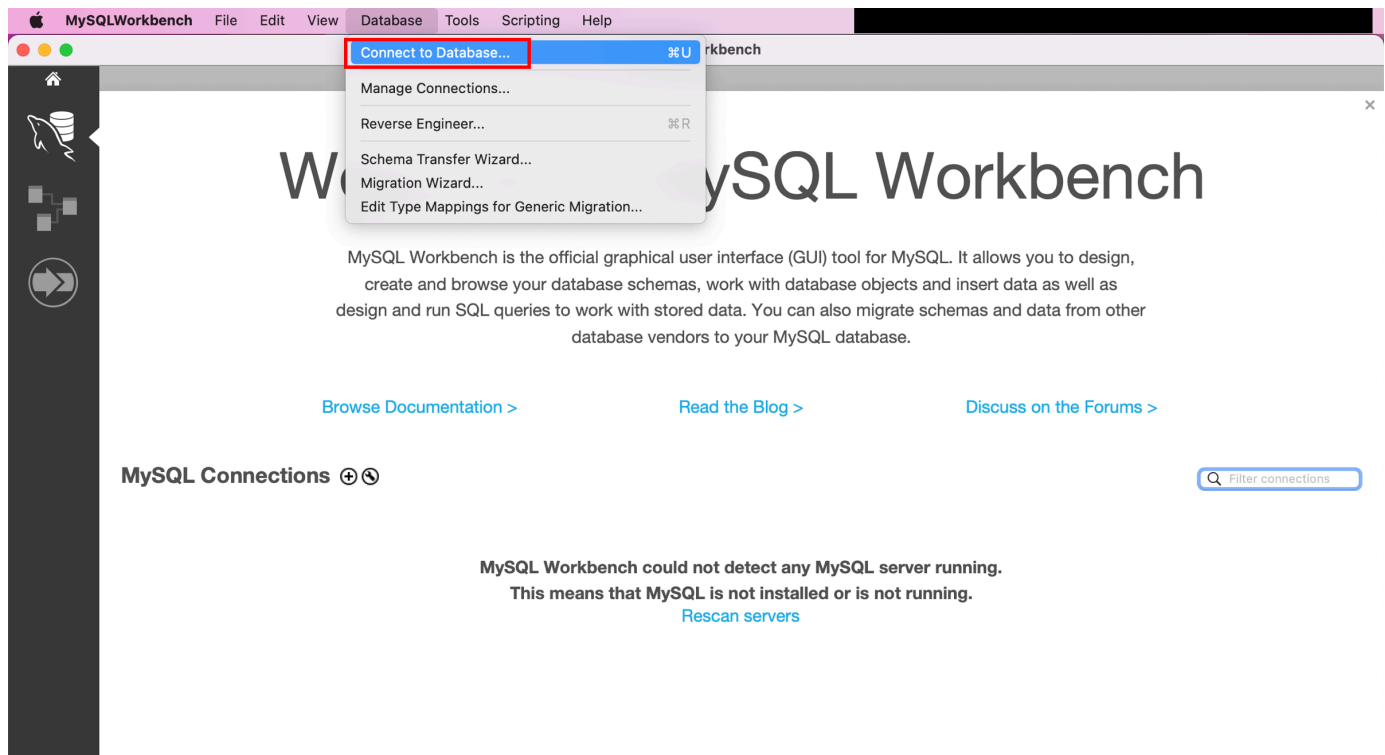 MySQLWorkbench File Edit View Database Tools Scripting Help
rkbench
Connect to Database... ⌘U
Manage Connections...
Reverse Engineer... ⌘R
Schema Transfer Wizard...
Migration Wizard...
Edit Type Mappings for Generic Migration...
W ySQL Workbench
MySQL Workbench is the official graphical user interface (GUI) tool for MySQL. It allows you to design,
create and browse your database schemas, work with database objects and insert data as well as
design and run SQL queries to work with stored data. You can also migrate schemas and data from other
database vendors to your MySQL database.
Browse Documentation > Read the Blog > Discuss on the Forums >
MySQL Connections
Filter connections
MySQL Workbench could not detect any MySQL server running.
This means that MySQL is not installed or is not running.
Rescan servers